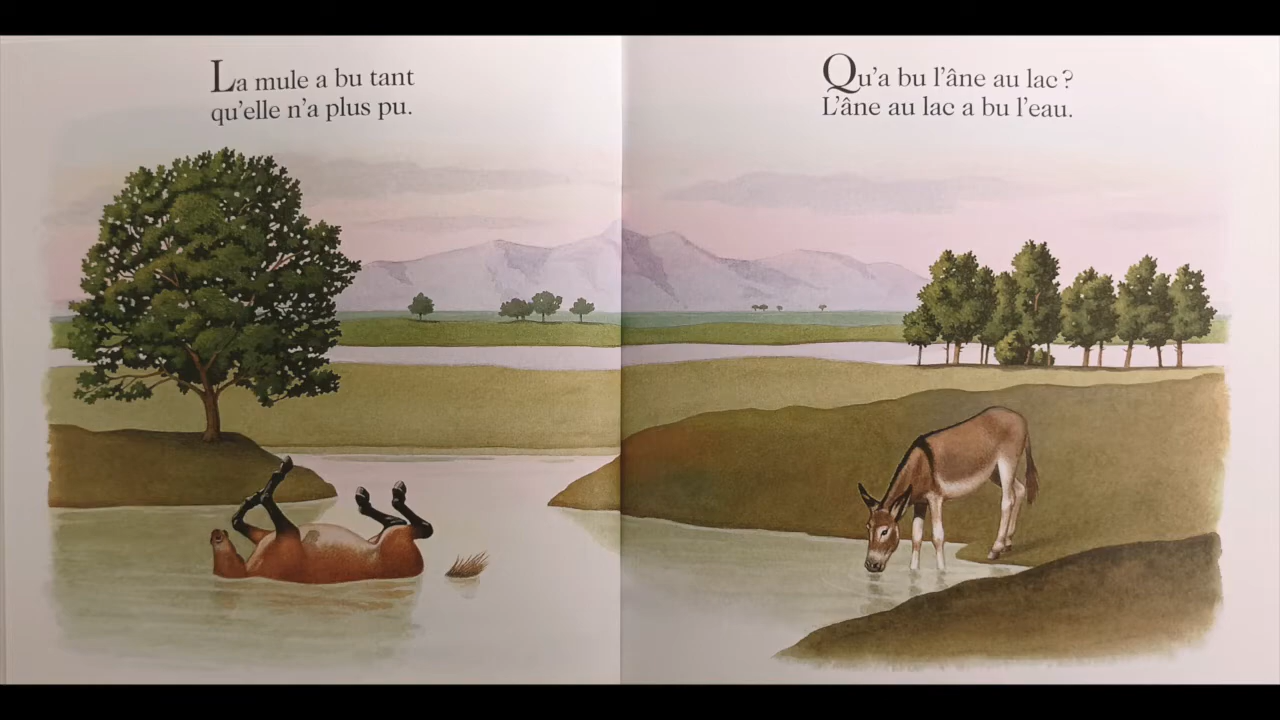 La mule a bu tant
qu'elle n'a plus pu.
Qu'a bu l'âne au lac ?
L'âne au lac a bu l'eau.